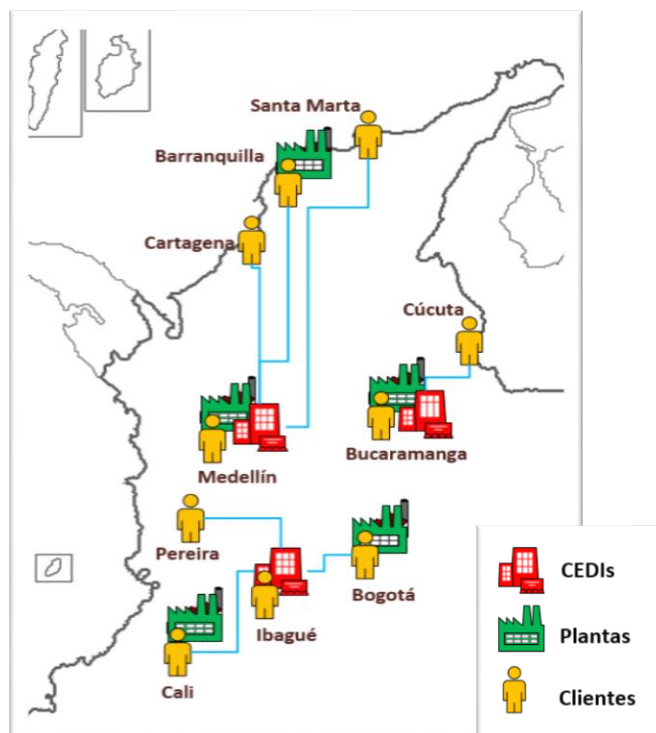 Santa Marta
Barranquilla
Cartagena
Cúcuta
Medellín
Bucaramanga
Pereira
Bogotá
Ibagué
Cali
CEDIs
Plantas
Clientes